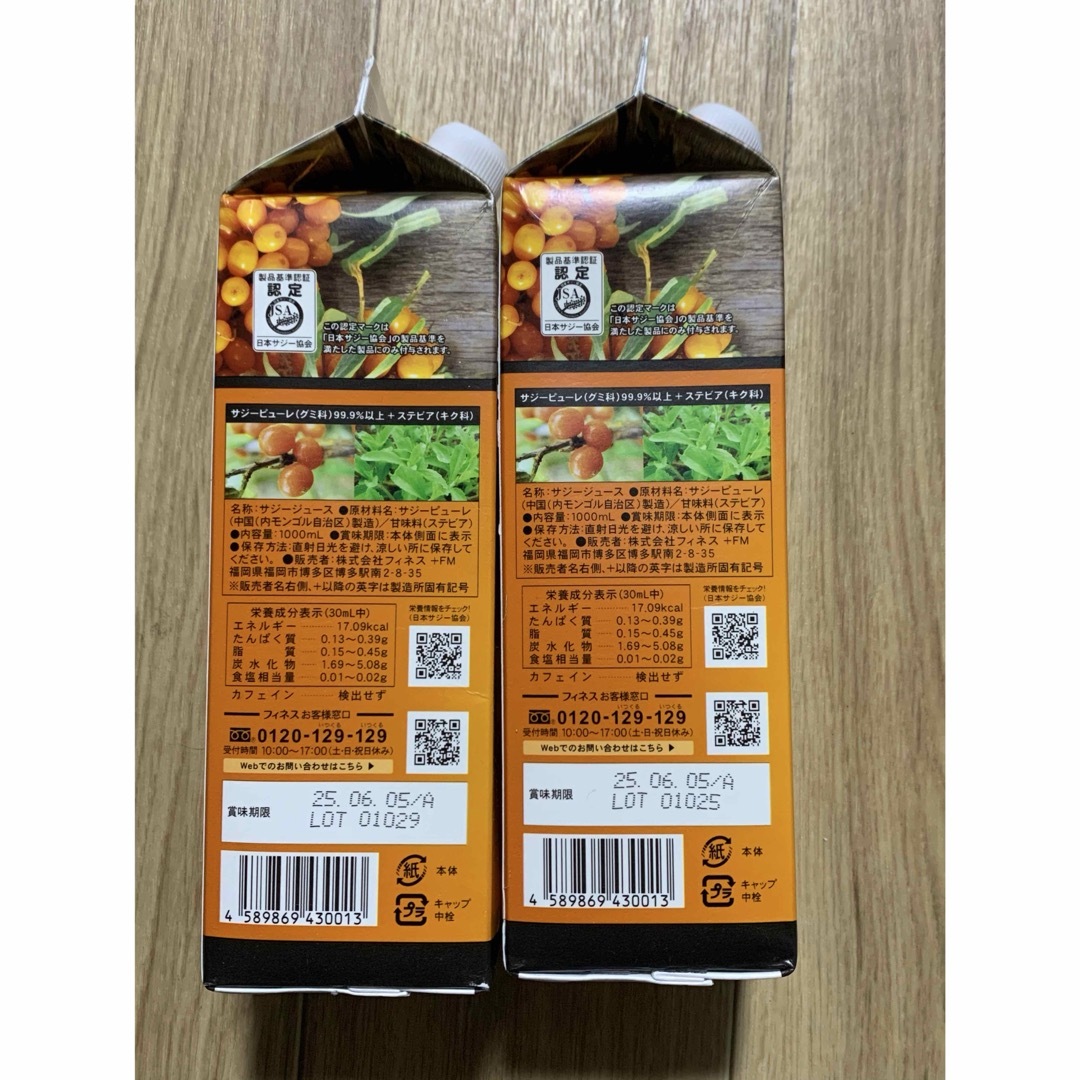 製品基準認証
認定
JSA
日本サジー協会
この認定マークは
「日本サジー協会」の製品基準を
満たした製品にのみ付与されます。
サジーピューレ(グミ科)99.9%以上+ステビア(キク科)
名称:サジージュース ●原材料名:サジーピューレ
(中国(内モンゴル自治区)製造)/甘味料(ステビア)
●内容量:1000mL ●賞味期限:本体側面に表示
●保存方法:直射日光を避け、涼しい所に保存して
ください。 ●販売者:株式会社フィネス +FM
福岡県福岡市博多区博多駅南2-8-35
※販売者名右側、+以降の英字は製造所固有記号
栄養成分表示(30mL中)
エネルギー 17.09kcal
たんぱく質 0.13〜0.39g
脂質 0.15〜0.45g
炭水化物 1.69〜5.08g
食塩相当量 0.01〜0.02g
カフェイン 検出せず
栄養情報をチェック!
(日本サジー協会)
フィネスお客様窓口
いつくる いつくる
0120-129-129
受付時間 10:00〜17:00(土・日・祝日休み)
Webでのお問い合わせはこちら ▶
賞味期限
25.06.05/A
LOT 01029
4 589869 430013
紙 本体
プラ キャップ
中栓
製品基準認証
認定
JSA
日本サジー協会
この認定マークは
「日本サジー協会」の製品基準を
満たした製品にのみ付与されます。
サジーピューレ(グミ科)99.9%以上+ステビア(キク科)
名称:サジージュース ●原材料名:サジーピューレ
(中国(内モンゴル自治区)製造)/甘味料(ステビア)
●内容量:1000mL ●賞味期限:本体側面に表示
●保存方法:直射日光を避け、涼しい所に保存して
ください。 ●販売者:株式会社フィネス +FM
福岡県福岡市博多区博多駅南2-8-35
※販売者名右側、+以降の英字は製造所固有記号
栄養成分表示(30mL中)
エネルギー 17.09kcal
たんぱく質 0.13〜0.39g
脂質 0.15〜0.45g
炭水化物 1.69〜5.08g
食塩相当量 0.01〜0.02g
カフェイン 検出せず
栄養情報をチェック!
(日本サジー協会)
フィネスお客様窓口
いつくる いつくる
0120-129-129
受付時間 10:00〜17:00(土・日・祝日休み)
Webでのお問い合わせはこちら ▶
賞味期限
25.06.05/A
LOT 01025
4 589869 430013
紙 本体
プラ キャップ
中栓